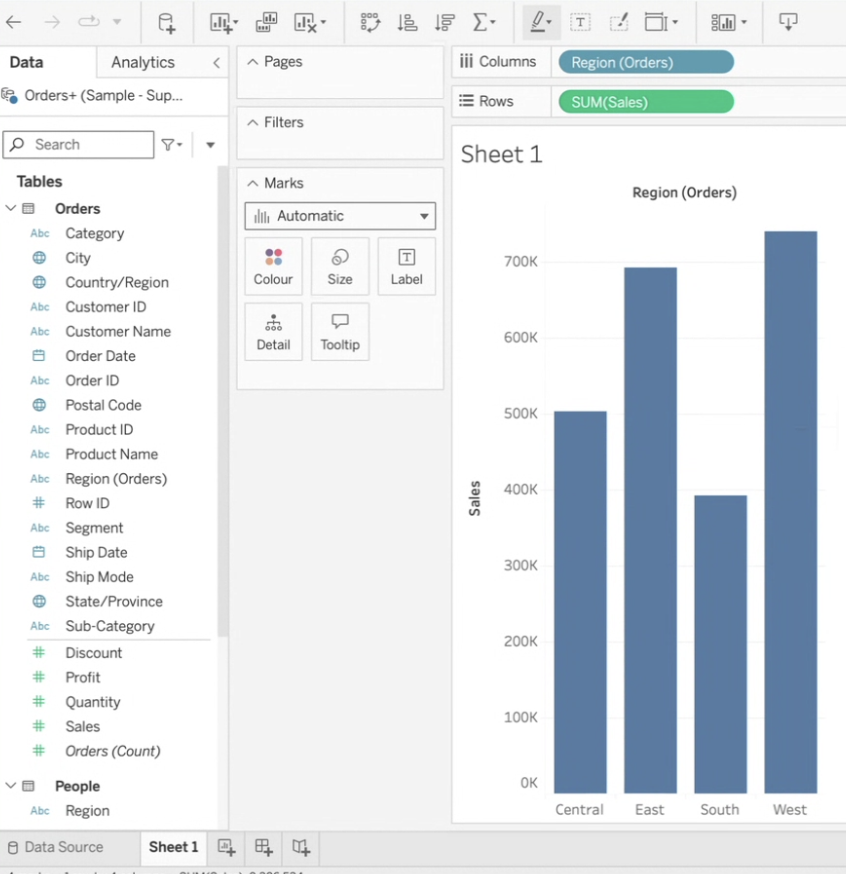 Data
Analytics
Orders+ (Sample - Sup...
Search
Tables
Orders
Abc Category
City
Country/Region
Abc Customer ID
Abc Customer Name
Order Date
Abc Order ID
Postal Code
Abc Product ID
Abc Product Name
Abc Region (Orders)
# Row ID
Abc Segment
Ship Date
Abc Ship Mode
State/Province
Abc Sub-Category
# Discount
# Profit
# Quantity
# Sales
# Orders (Count)
People
Abc Region
Pages
Filters
Marks
Automatic
Colour
Size
Label
Detail
Tooltip
Columns
Region (Orders)
Rows
SUM(Sales)
Sheet 1
Region (Orders)
Sales
700K
600K
500K
400K
300K
200K
100K
0K
Central
East
South
West
Data Source
Sheet 1